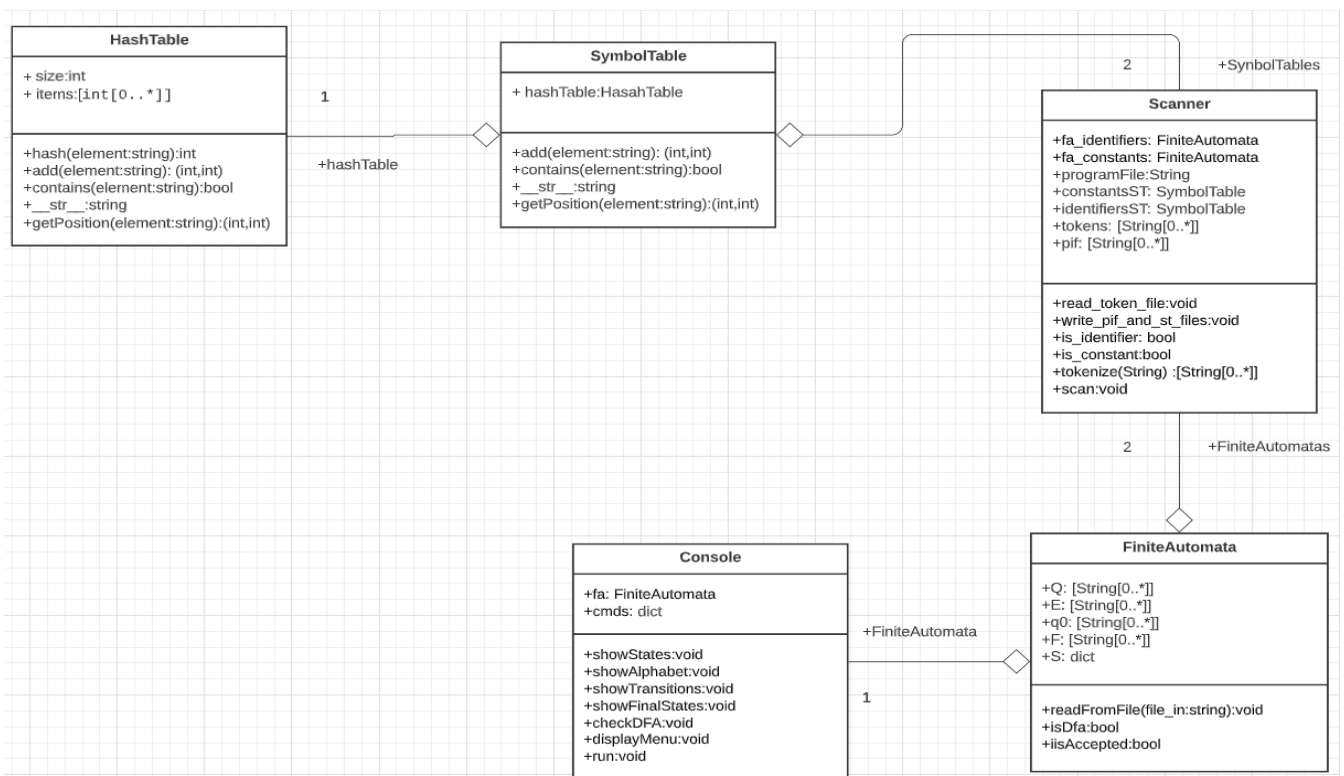 HashTable
+ size:int
+ items:[int[0..*]]
+hash(element:string):int
+add(element:string): (int,int)
+contains(element:string):bool
+__str__:string
+getPosition(element:string):(int,int)
1
+hashTable
SymbolTable
+ hashTable:HasahTable
+add(element:string): (int,int)
+contains(element:string):bool
+__str__:string
+getPosition(element:string):(int,int)
2
+SynbolTables
Scanner
+fa_identifiers: FiniteAutomata
+fa_constants: FiniteAutomata
+programFile:String
+constantsST: SymbolTable
+identifiersST: SymbolTable
+tokens: [String[0..*]]
+pif: [String[0..*]]
+read_token_file:void
+write_pif_and_st_files:void
+is_identifier: bool
+is_constant:bool
+tokenize(String) :[String[0..*]]
+scan:void
2
+FiniteAutomatas
Console
+fa: FiniteAutomata
+cmds: dict
+showStates:void
+showAlphabet:void
+showTransitions:void
+showFinalStates:void
+checkDFA:void
+displayMenu:void
+run:void
+FiniteAutomata
1
FiniteAutomata
+Q: [String[0..*]]
+E: [String[0..*]]
+q0: [String[0..*]]
+F: [String[0..*]]
+S: dict
+readFromFile(file_in:string):void
+isDfa:bool
+iisAccepted:bool